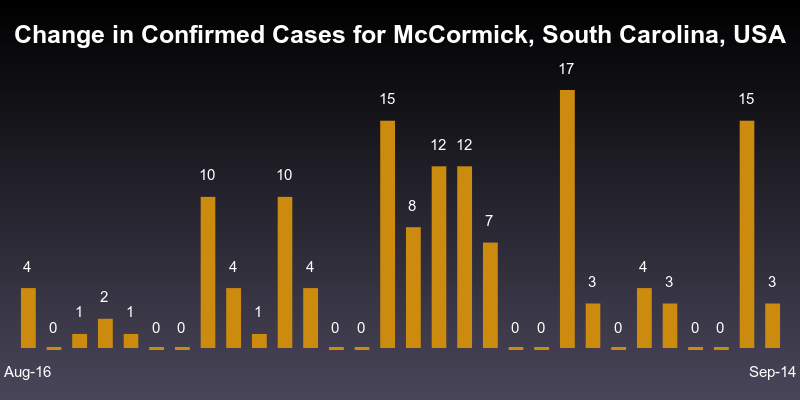 Change in Confirmed Cases for McCormick, South Carolina, USA
4 0 1 2 1 0 0 10 4 1 10 4 0 0 15 8 12 12 7 0 0 17 3 0 4 3 0 0 15 3
Aug-16 Sep-14